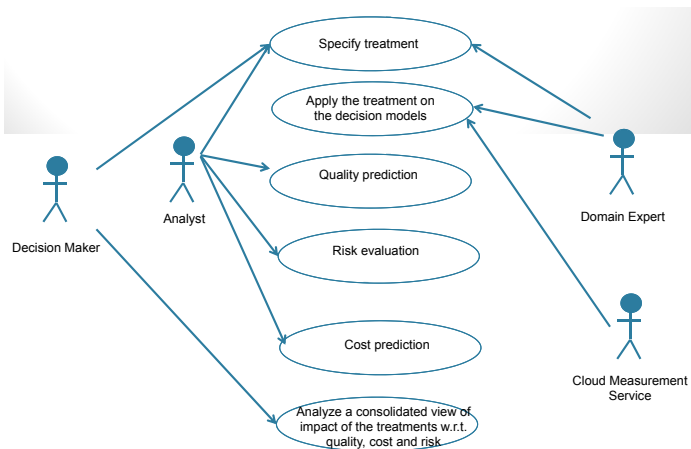 Specify treatment
Apply the treatment on
the decision models
Quality prediction
Risk evaluation
Cost prediction
Analyze a consolidated view of
impact of the treatments w.r.t.
quality, cost and risk
Decision Maker
Analyst
Domain Expert
Cloud Measurement
Service